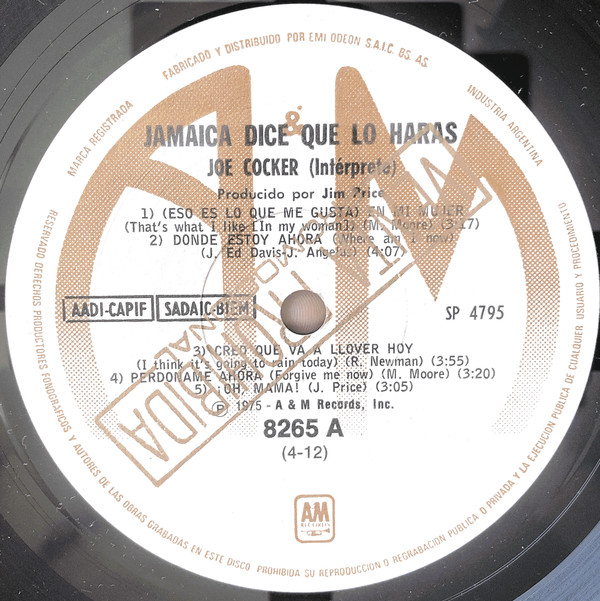 FABRICADO Y DISTRIBUIDO POR EMI ODEON S.A.I.C. BS AS
MARCA REGISTRADA
INDUSTRIA ARGENTINA
&
JAMAICA DICE QUE LO HARAS
JOE COCKER (Intérprete)
Producido por Jim Price
1) (ESO ES LO QUE ME GUSTA) EN MI MUJER
(That's what I like [In my woman]) (M. Moore) (3:17)
2) DONDE ESTOY AHORA (Where am I now)
(J. Ed Davis-J. Angelus) (4:07)
AADI-CAPIF SADAIC-BIEM
SP 4795
3) CREO QUE VA A LLOVER HOY
(I think it's going to rain today) (R. Newman) (3:55)
4) PERDONAME AHORA (Forgive me now) (M. Moore) (3:20)
5) ¡OH, MAMA! (J. Price) (3:05)
Ⓟ 1975 - A & M Records, Inc.
8265 A
(4-12)
VENTA PROHIBIDA
AM
RECORDS
RESERVADO DERECHOS PRODUCTORES FONOGRAFICOS Y AUTORES DE LAS OBRAS GRABADAS EN ESTE DISCO PROHIBIDA SU REPRODUCCION O REGRABACION PUBLICA O PRIVADA Y LA EJECUCION PUBLICA DE CUALQUIER USUARIO Y PROCEDIMIENTO